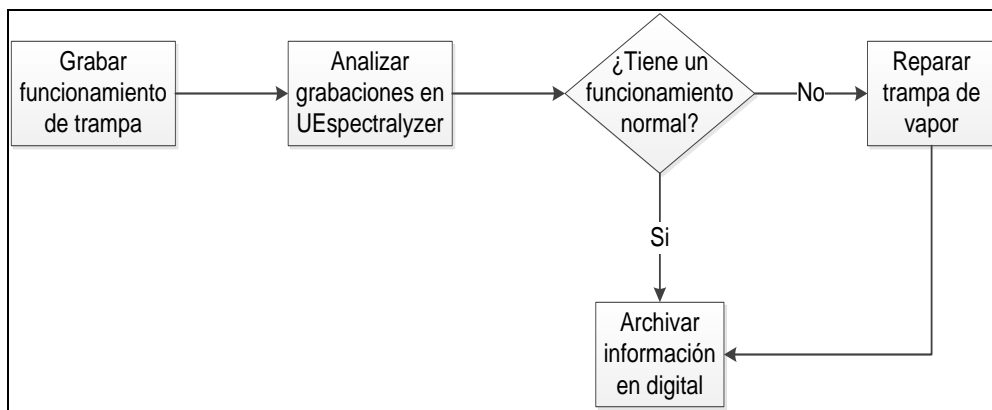 Grabar
funcionamiento
de trampa
Analizar
grabaciones en
UEspectralyzer
¿Tiene un
funcionamiento
normal?
No
Reparar
trampa de
vapor
Si
Archivar
información
en digital